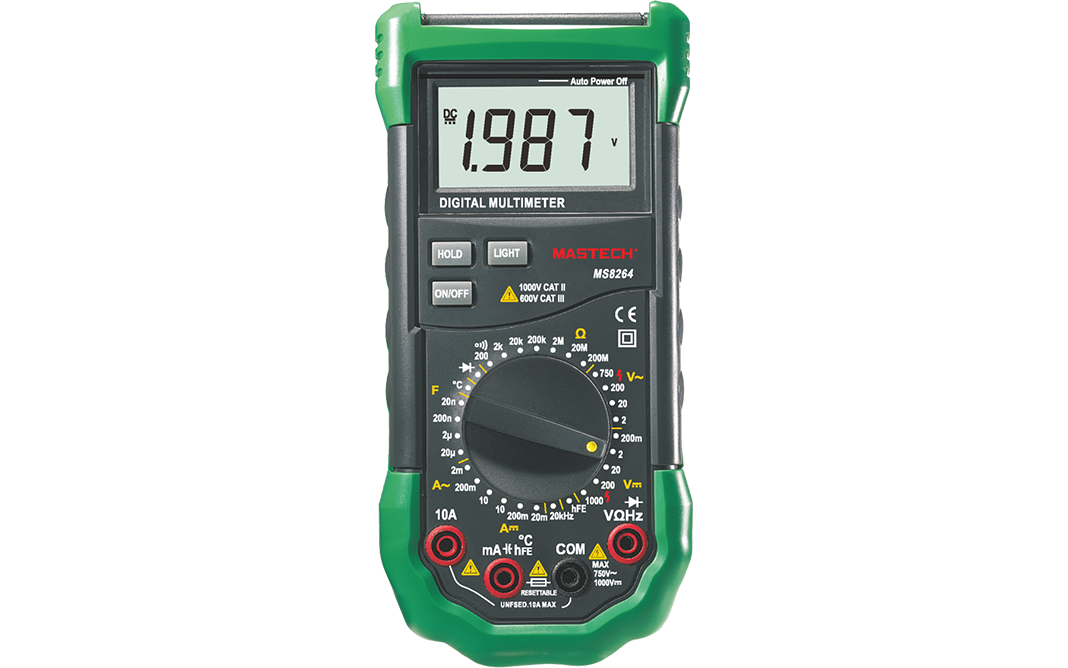 Auto Power Off
DC
1.987
V
DIGITAL MULTIMETER
HOLD
LIGHT
MASTECH
MS8264
ON/OFF
1000V CAT II
600V CAT III
CE
Ω
200 2k 20k 200k 2M 20M 200M
°C
F
20n
200n
2μ
20μ
2m
750 V~
200
20
2
200m
2
20
200 V⎓
1000
A~
200m
10
10
200m
20m
A⎓
20kHz
hFE
10A
VΩHz
°C
mA hFE
COM
MAX
750V~
1000V⎓
RESETTABLE
UNFSED.10A MAX